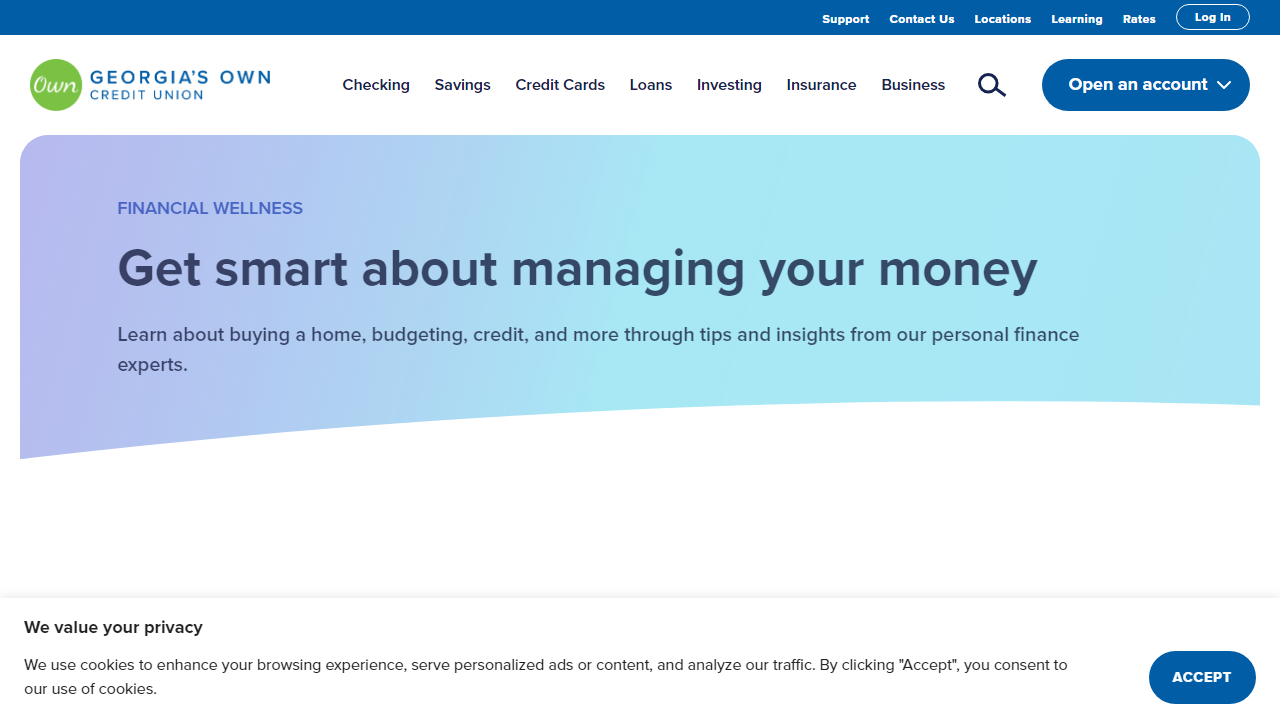 Support Contact Us Locations Learning Rates Log In
Own GEORGIA'S OWN
CREDIT UNION
Checking Savings Credit Cards Loans Investing Insurance Business Open an account
FINANCIAL WELLNESS
Get smart about managing your money
Learn about buying a home, budgeting, credit, and more through tips and insights from our personal finance
experts.
We value your privacy
We use cookies to enhance your browsing experience, serve personalized ads or content, and analyze our traffic. By clicking "Accept", you consent to
our use of cookies.
ACCEPT